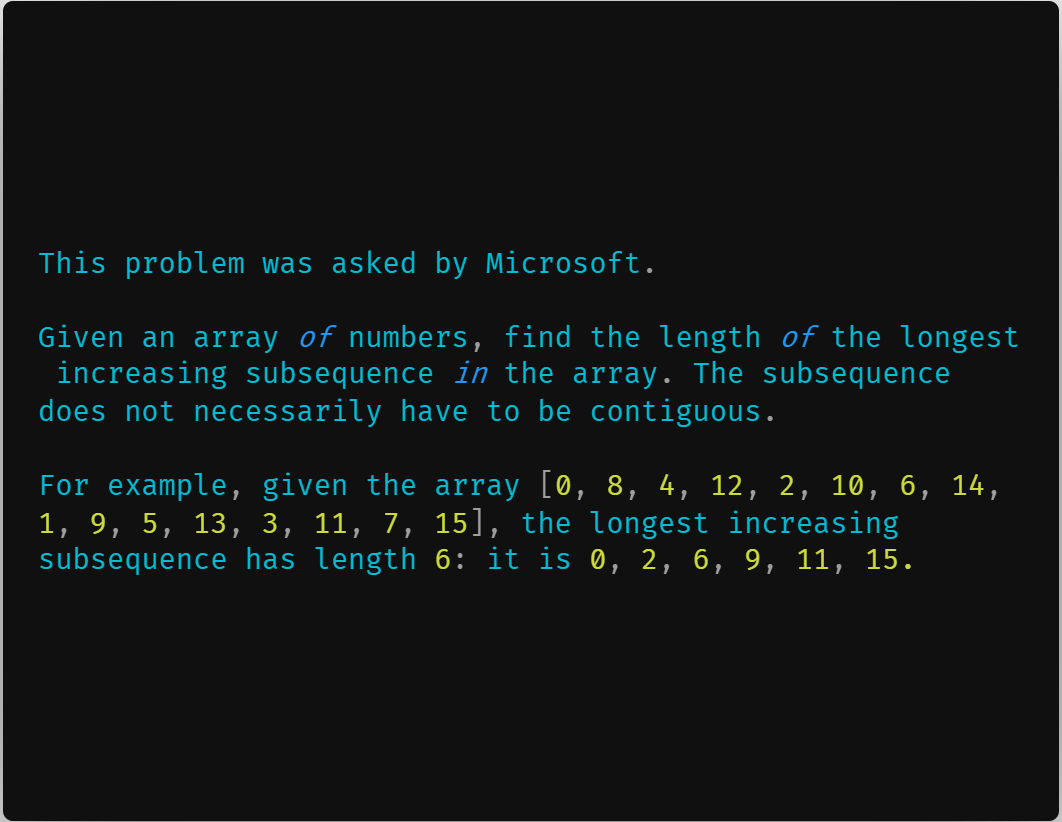 This problem was asked by Microsoft.
Given an array of numbers, find the length of the longest
increasing subsequence in the array. The subsequence
does not necessarily have to be contiguous.
For example, given the array [0, 8, 4, 12, 2, 10, 6, 14,
1, 9, 5, 13, 3, 11, 7, 15], the longest increasing
subsequence has length 6: it is 0, 2, 6, 9, 11, 15.